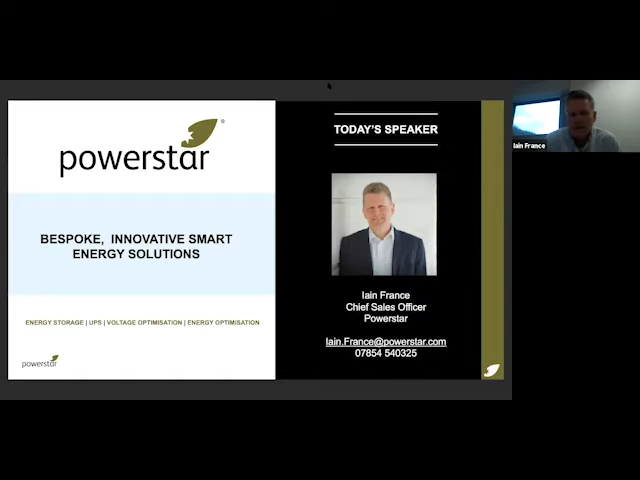 powerstar®
BESPOKE, INNOVATIVE SMART
ENERGY SOLUTIONS
ENERGY STORAGE | UPS | VOLTAGE OPTIMISATION | ENERGY OPTIMISATION
powerstar
TODAY'S SPEAKER
Iain France
Chief Sales Officer
Powerstar
Iain.France@powerstar.com
07854 540325
Iain France